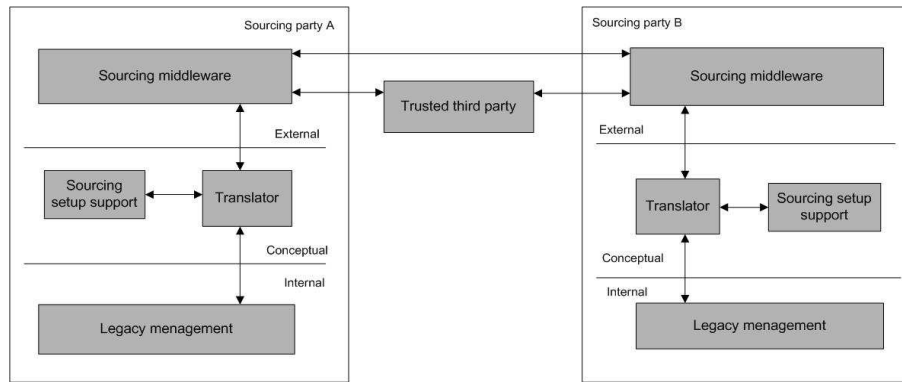 Sourcing party A
Sourcing middleware
External
Sourcing
setup support
Translator
Conceptual
Internal
Legacy menagement
Trusted third party
Sourcing party B
Sourcing middleware
External
Translator
Sourcing setup
support
Conceptual
Internal
Legacy menagement